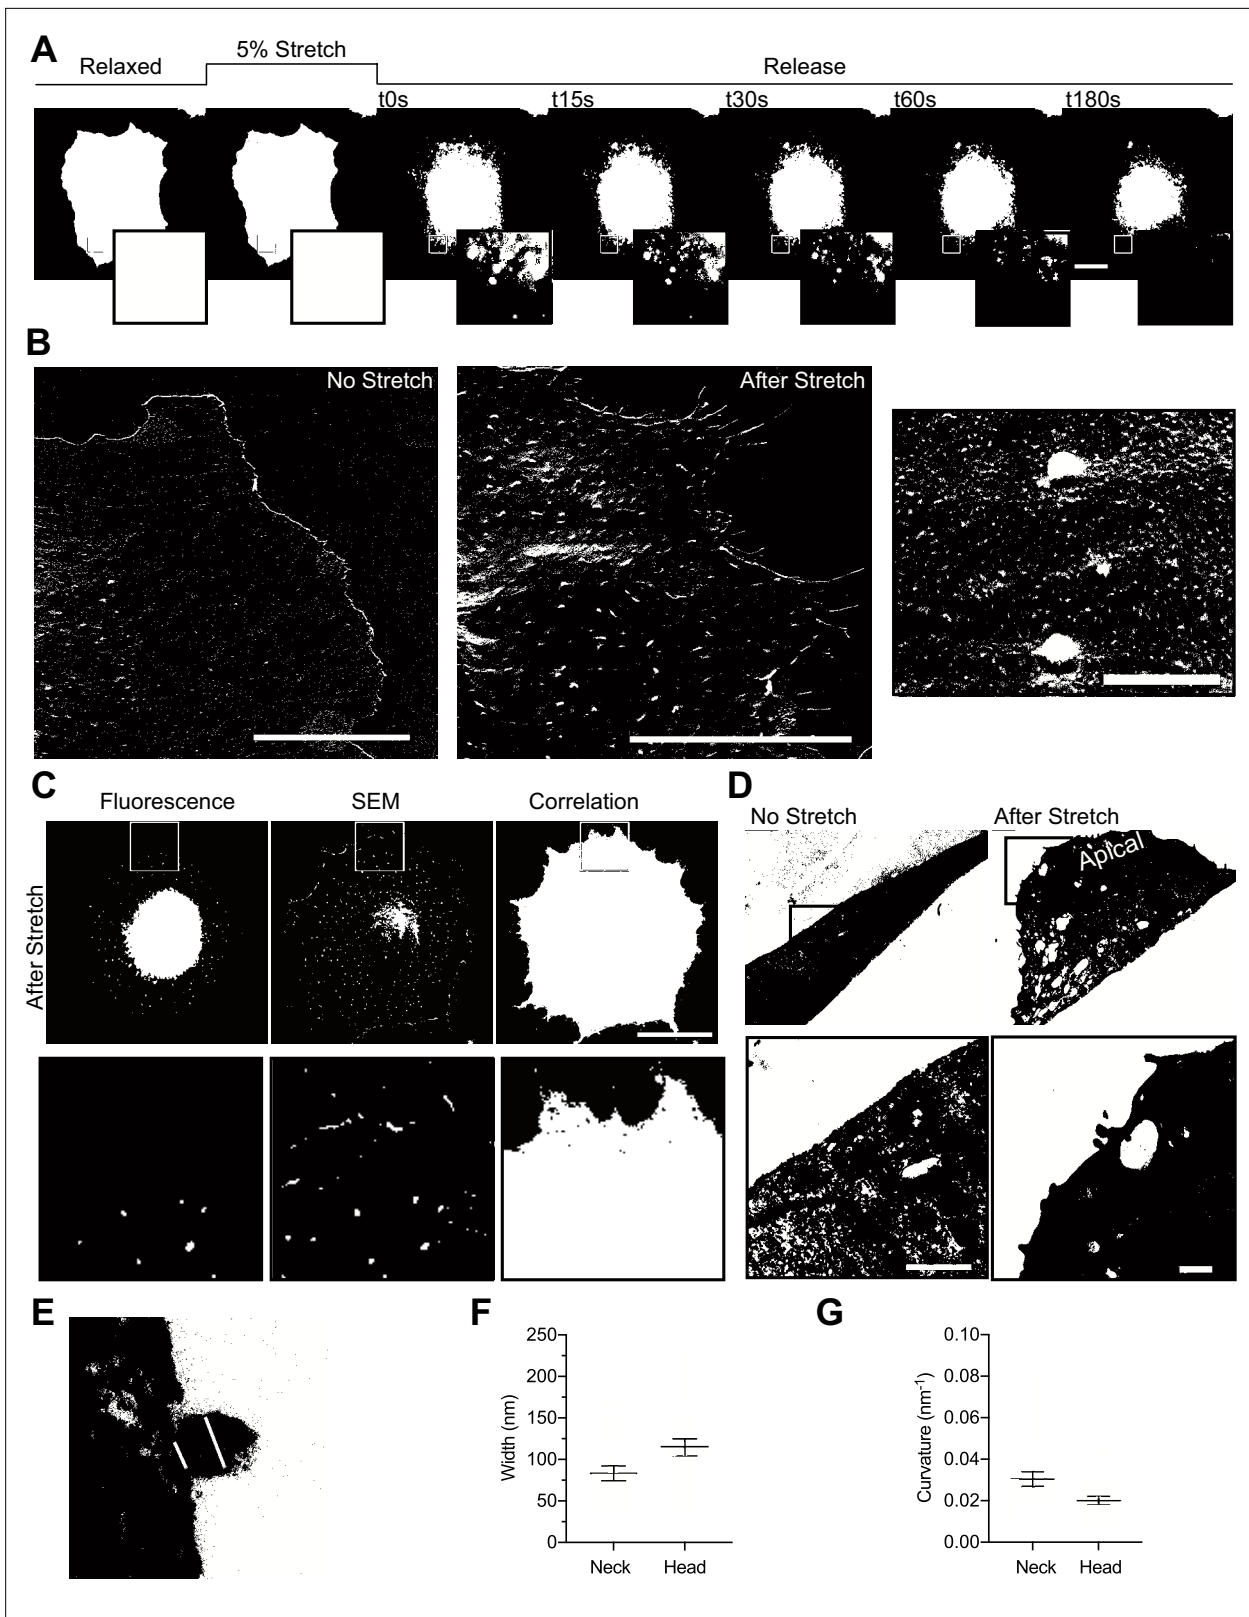 A
Relaxed
5% Stretch
Release
t0s
t15s
t30s
t60s
t180s
B
No Stretch
After Stretch
C
Fluorescence
SEM
Correlation
After Stretch
D
No Stretch
After Stretch
Apical
E
F
250
200
150
100
50
0
Width (nm)
Neck
Head
G
0.10
0.08
0.06
0.04
0.02
0.00
Curvature (nm⁻¹)
Neck
Head